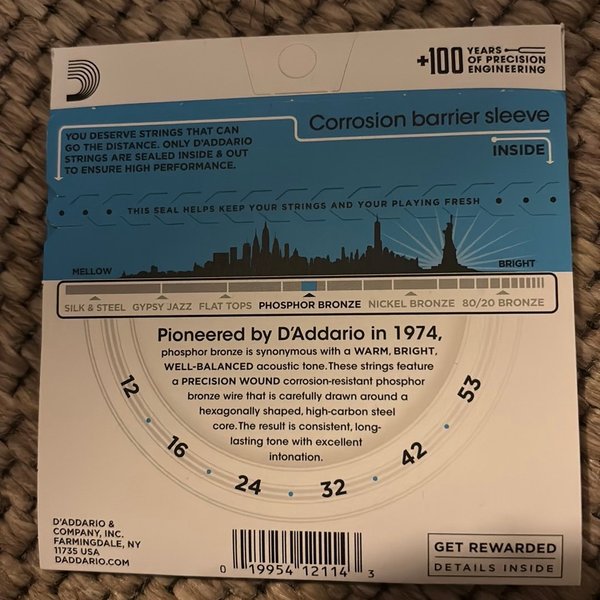 +100 YEARS
OF PRECISION
ENGINEERING
YOU DESERVE STRINGS THAT CAN
GO THE DISTANCE. ONLY D'ADDARIO
STRINGS ARE SEALED INSIDE & OUT
TO ENSURE HIGH PERFORMANCE.
Corrosion barrier sleeve
INSIDE
THIS SEAL HELPS KEEP YOUR STRINGS AND YOUR PLAYING FRESH
MELLOW
BRIGHT
SILK & STEEL GYPSY JAZZ FLAT TOPS PHOSPHOR BRONZE NICKEL BRONZE 80/20 BRONZE
Pioneered by D'Addario in 1974,
phosphor bronze is synonymous with a WARM, BRIGHT,
WELL-BALANCED acoustic tone. These strings feature
a PRECISION WOUND corrosion-resistant phosphor
bronze wire that is carefully drawn around a
hexagonally shaped, high-carbon steel
core. The result is consistent, long-
lasting tone with excellent
intonation.
12 • 16 • 24 • 32 • 42 • 53
D'ADDARIO &
COMPANY, INC.
FARMINGDALE, NY
11735 USA
DADDARIO.COM
0 19954 12114 3
GET REWARDED
DETAILS INSIDE